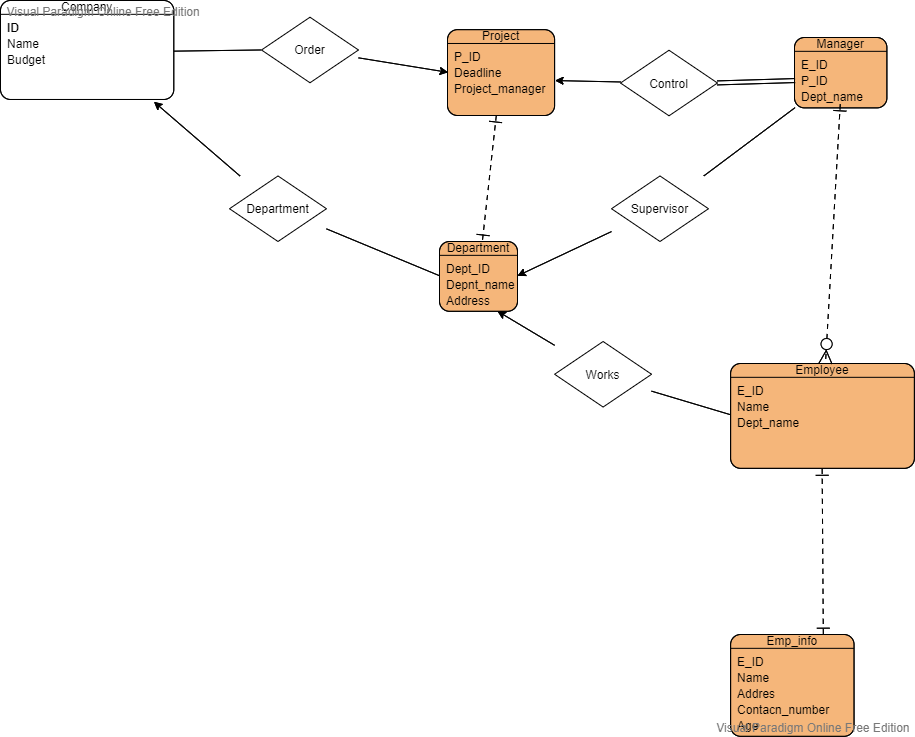 Company
Visual Paradigm Online Free Edition
ID
Name
Budget
Order
Project
P_ID
Deadline
Project_manager
Control
Manager
E_ID
P_ID
Dept_name
Department
Supervisor
Department
Dept_ID
Depnt_name
Address
Works
Employee
E_ID
Name
Dept_name
Emp_info
E_ID
Name
Addres
Contacn_number
Age
Visual Paradigm Online Free Edition